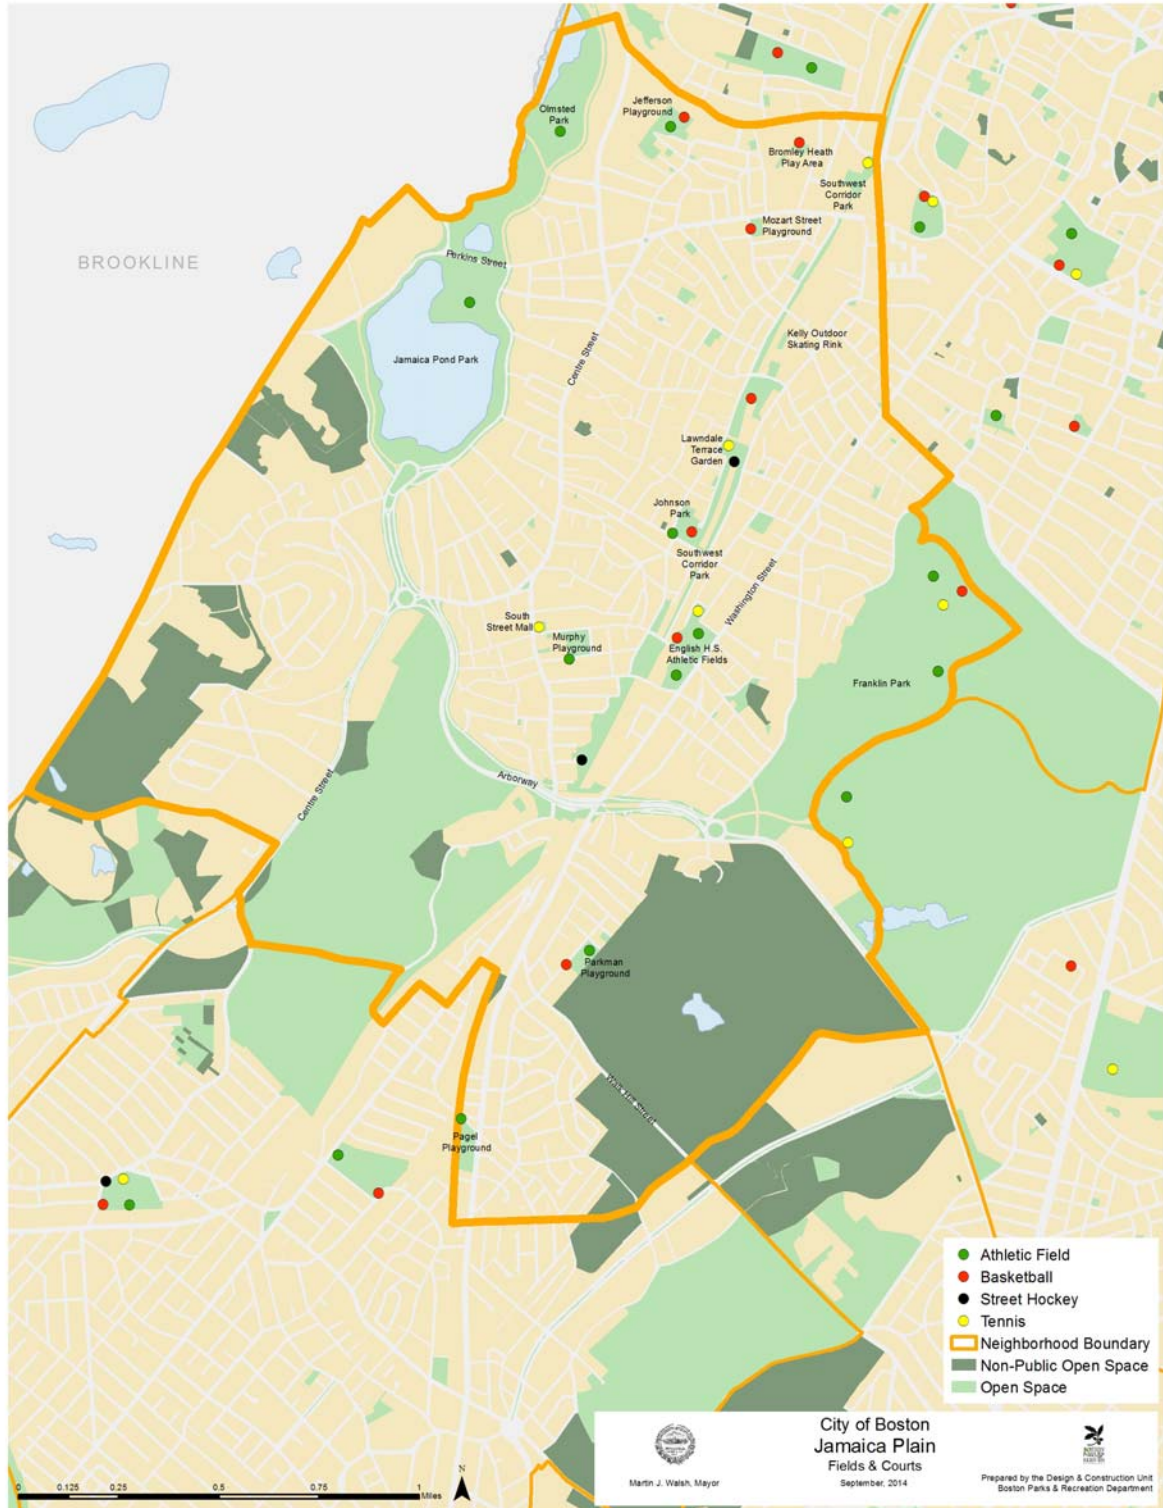 Olmsted
Park
Jefferson
Playground
Bromley Heath
Play Area
Southwest
Corridor
Park
Mozart Street
Playground
BROOKLINE
Perkins Street
Kelly Outdoor
Skating Rink
Jamaica Pond Park
Centre Street
Lawndale
Terrace
Garden
Johnson
Park
Southwest
Corridor
Park
Washington Street
South
Street Mall
Murphy
Playground
English H.S.
Athletic Fields
Franklin Park
Centre Street
Arborway
Parkman
Playground
Walk Hill Street
Pagel
Playground
Athletic Field
Basketball
Street Hockey
Tennis
Neighborhood Boundary
Non-Public Open Space
Open Space
City of Boston
Jamaica Plain
Fields & Courts
September, 2014
Martin J. Walsh, Mayor
Prepared by the Design & Construction Unit
Boston Parks & Recreation Department
0 0.125 0.25 0.5 0.75 1
Miles
N